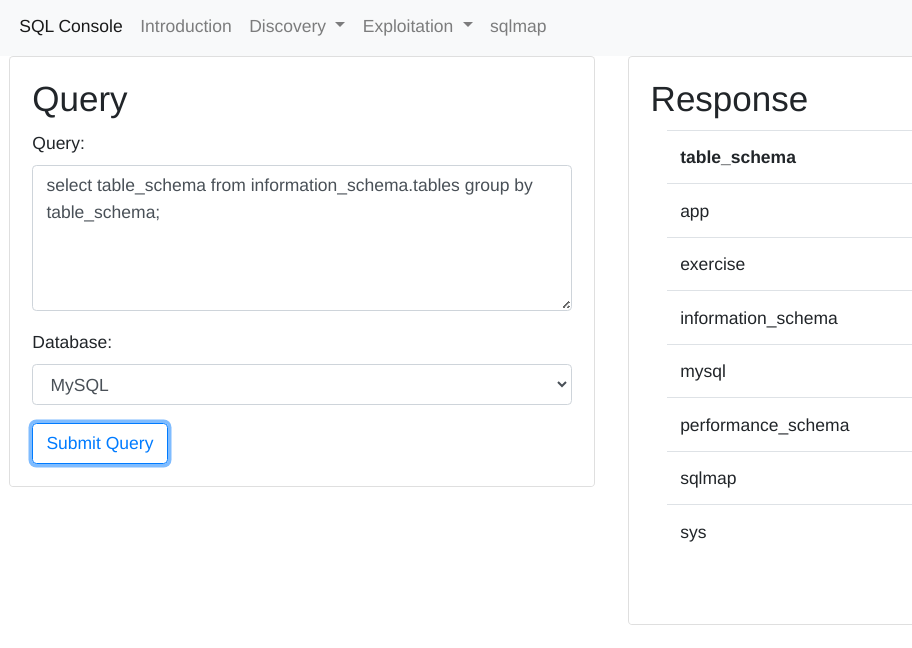 SQL Console Introduction Discovery Exploitation sqlmap
Query
Query:
select table_schema from information_schema.tables group by
table_schema;
Database:
MySQL
Submit Query
Response
table_schema
app
exercise
information_schema
mysql
performance_schema
sqlmap
sys